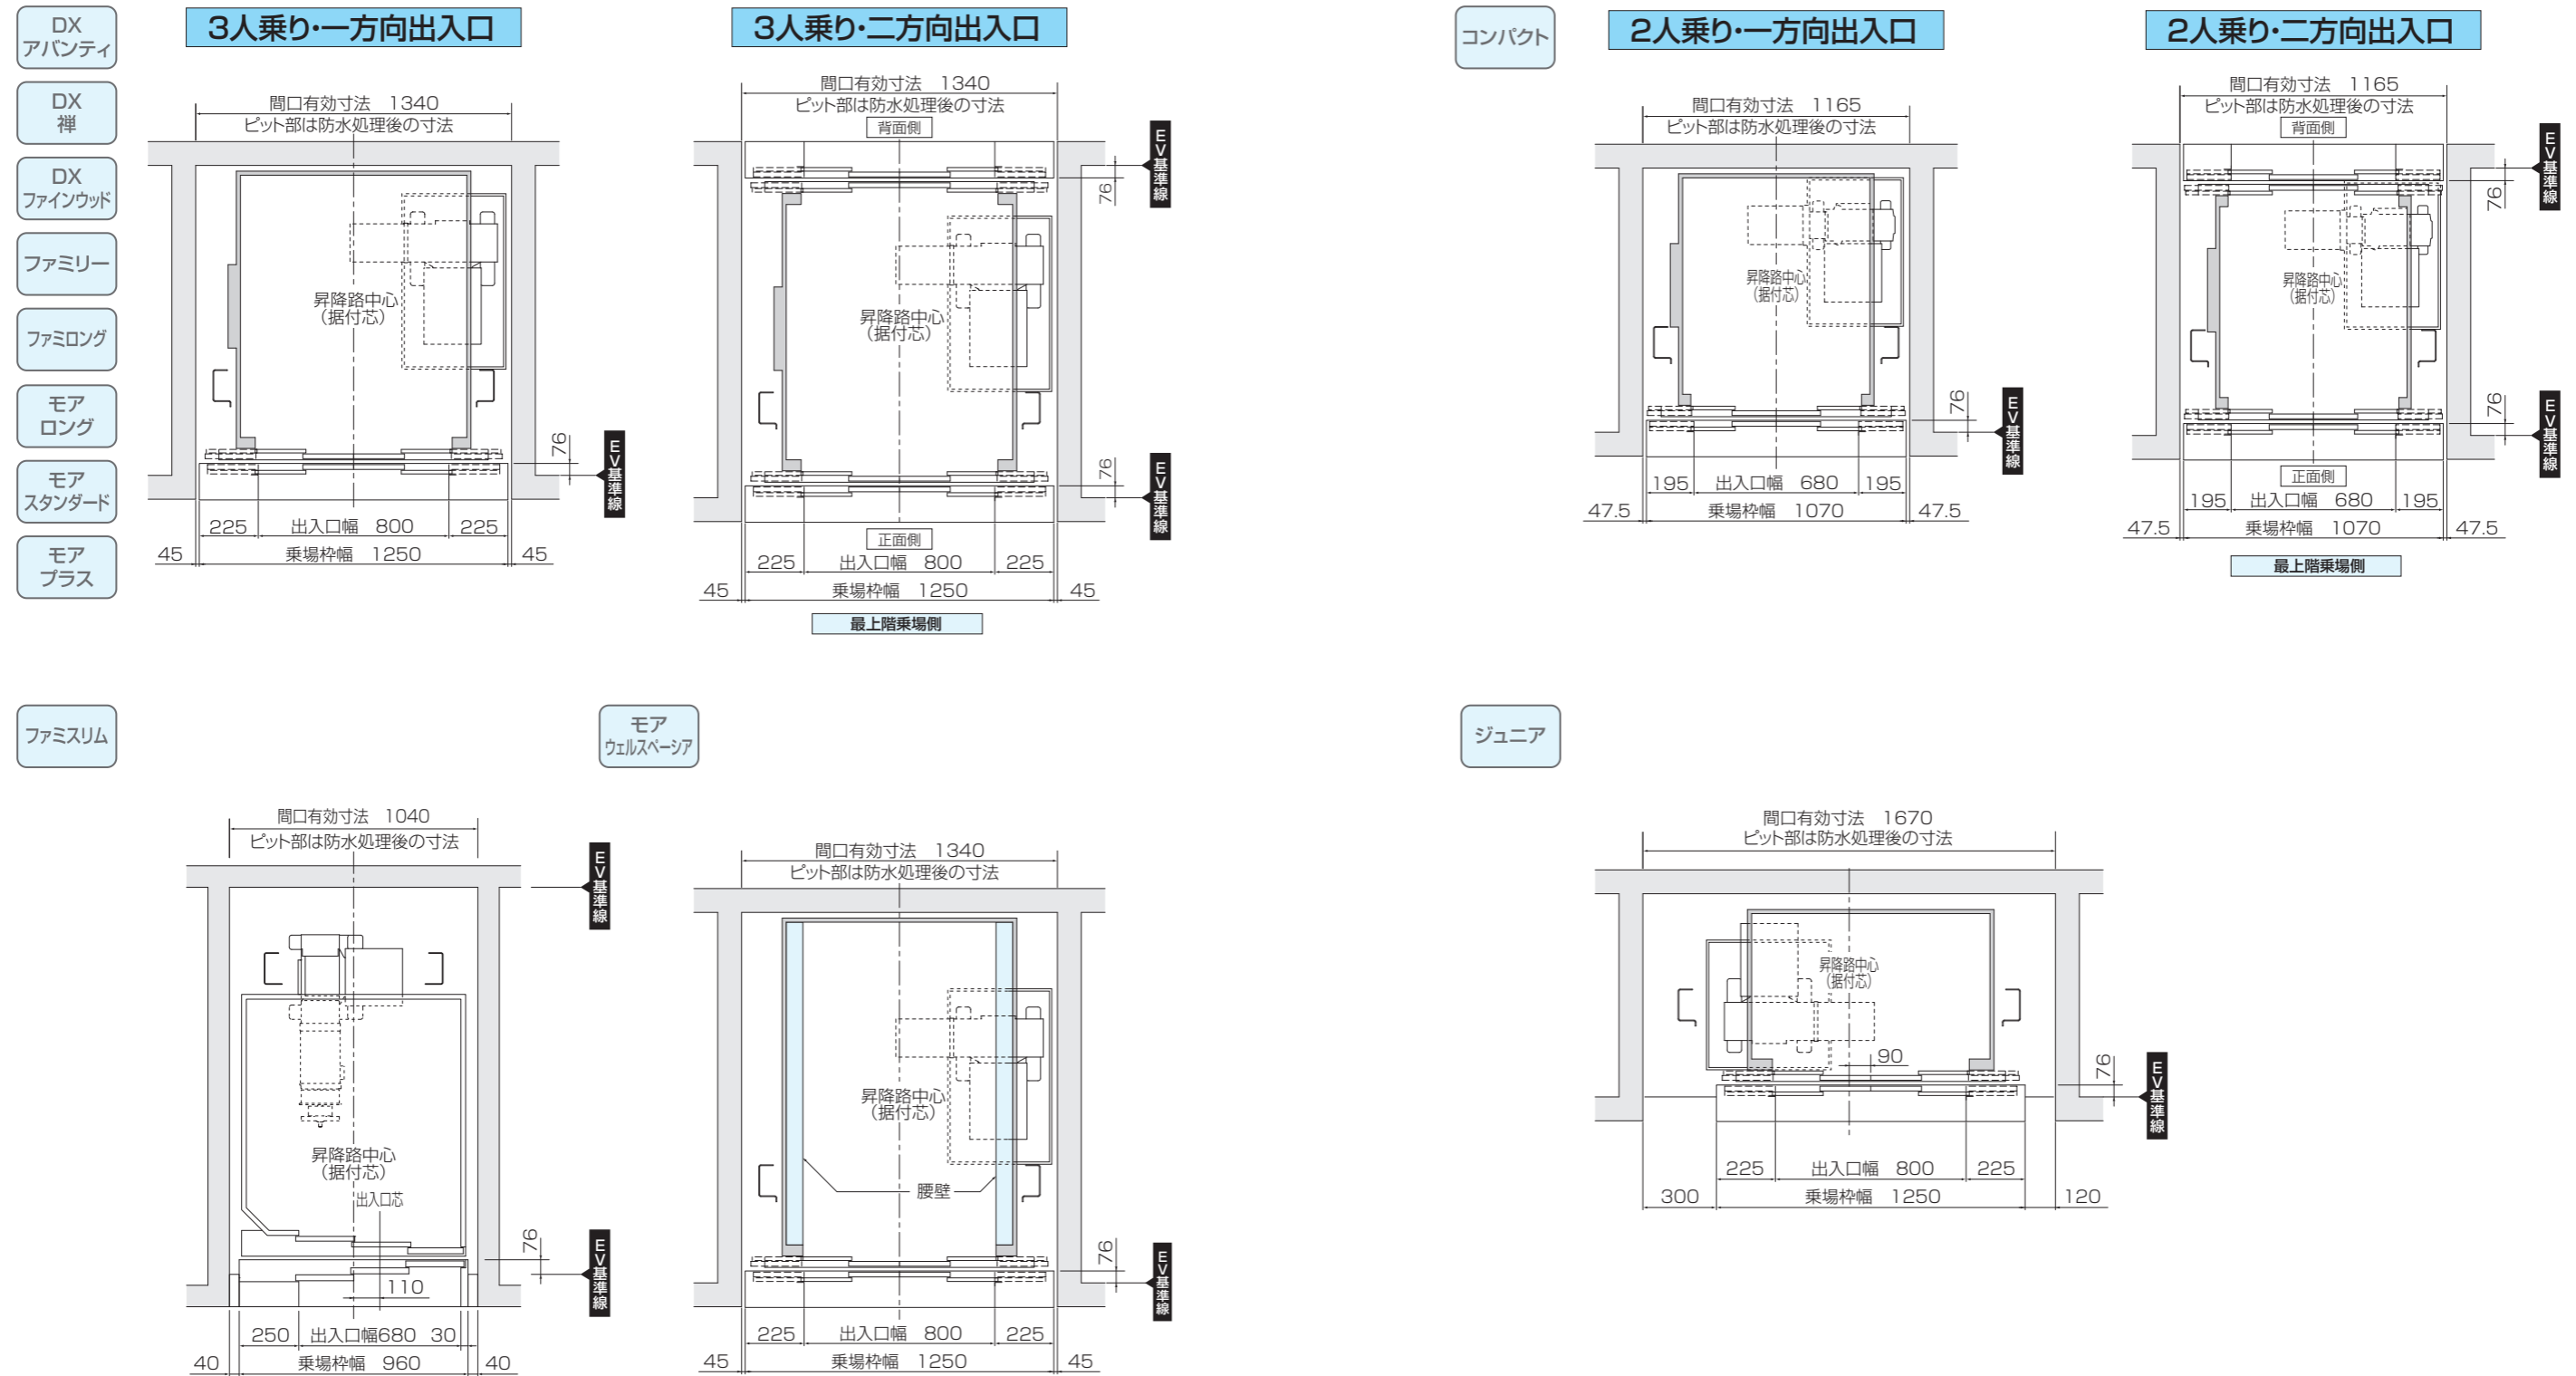 DX
アバンティ
DX
禅
DX
ファインウッド
ファミリー
ファミロング
モア
ロング
モア
スタンダード
モア
プラス
3人乗り・一方向出入口
間口有効寸法 1340
ピット部は防水処理後の寸法
昇降路中心
（据付芯）
76
EV基準線
225 出入口幅 800 225
45 乗場枠幅 1250 45
3人乗り・二方向出入口
間口有効寸法 1340
ピット部は防水処理後の寸法
背面側
EV基準線
76
昇降路中心
（据付芯）
76
EV基準線
正面側
225 出入口幅 800 225
45 乗場枠幅 1250 45
最上階乗場側
コンパクト
2人乗り・一方向出入口
間口有効寸法 1165
ピット部は防水処理後の寸法
昇降路中心
（据付芯）
76
EV基準線
195 出入口幅 680 195
47.5 乗場枠幅 1070 47.5
2人乗り・二方向出入口
間口有効寸法 1165
ピット部は防水処理後の寸法
背面側
EV基準線
76
昇降路中心
（据付芯）
76
EV基準線
正面側
195 出入口幅 680 195
47.5 乗場枠幅 1070 47.5
最上階乗場側
ファミスリム
間口有効寸法 1040
ピット部は防水処理後の寸法
EV基準線
昇降路中心
（据付芯）
出入口芯
76
EV基準線
110
250 出入口幅680 30
40 乗場枠幅 960 40
モア
ウェルスペーシア
間口有効寸法 1340
ピット部は防水処理後の寸法
昇降路中心
（据付芯）
腰壁
76
EV基準線
225 出入口幅 800 225
45 乗場枠幅 1250 45
ジュニア
間口有効寸法 1670
ピット部は防水処理後の寸法
昇降路中心
（据付芯）
90
76
EV基準線
225 出入口幅 800 225
300 乗場枠幅 1250 120